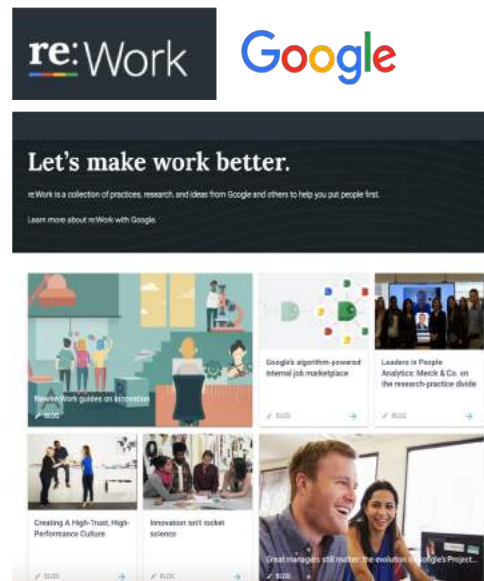 re:Work
Google
Let's make work better.
re:Work is a collection of practices, research, and ideas from Google and others to help you put people first.
Learn more about re:Work with Google.
New re:Work guides on Innovation
BLOG
Google's algorithm-powered
internal job marketplace
BLOG
Leaders in People
Analytics: Merck & Co. on
the research-practice divide
BLOG
Creating A High-Trust, High-
Performance Culture
BLOG
Innovation isn't rocket
science
BLOG
Great managers still matter: the evolution of Google's Project...
BLOG